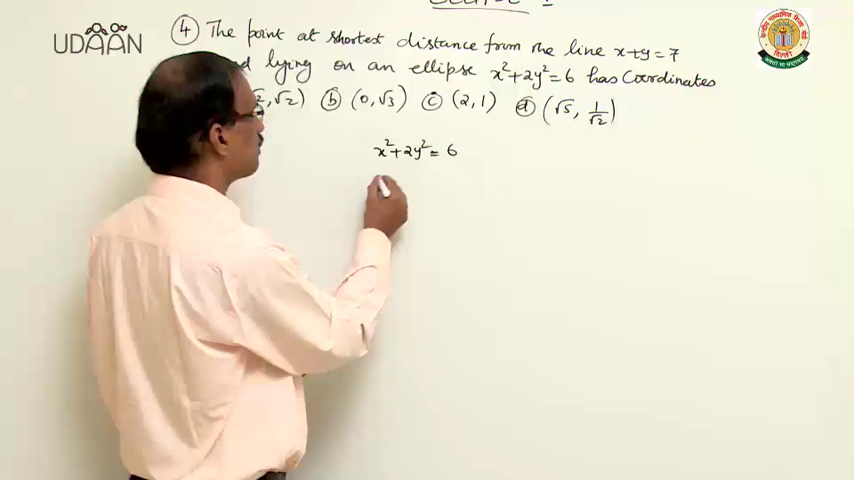 UDAAN
④ The point at shortest distance from the line x+y=7
lying on an ellipse x²+2y²=6 has Coordinates
√2) ⓑ (0,√3) ⓒ (2,1) ⓓ (√5, 1/√2)
x²+2y²= 6